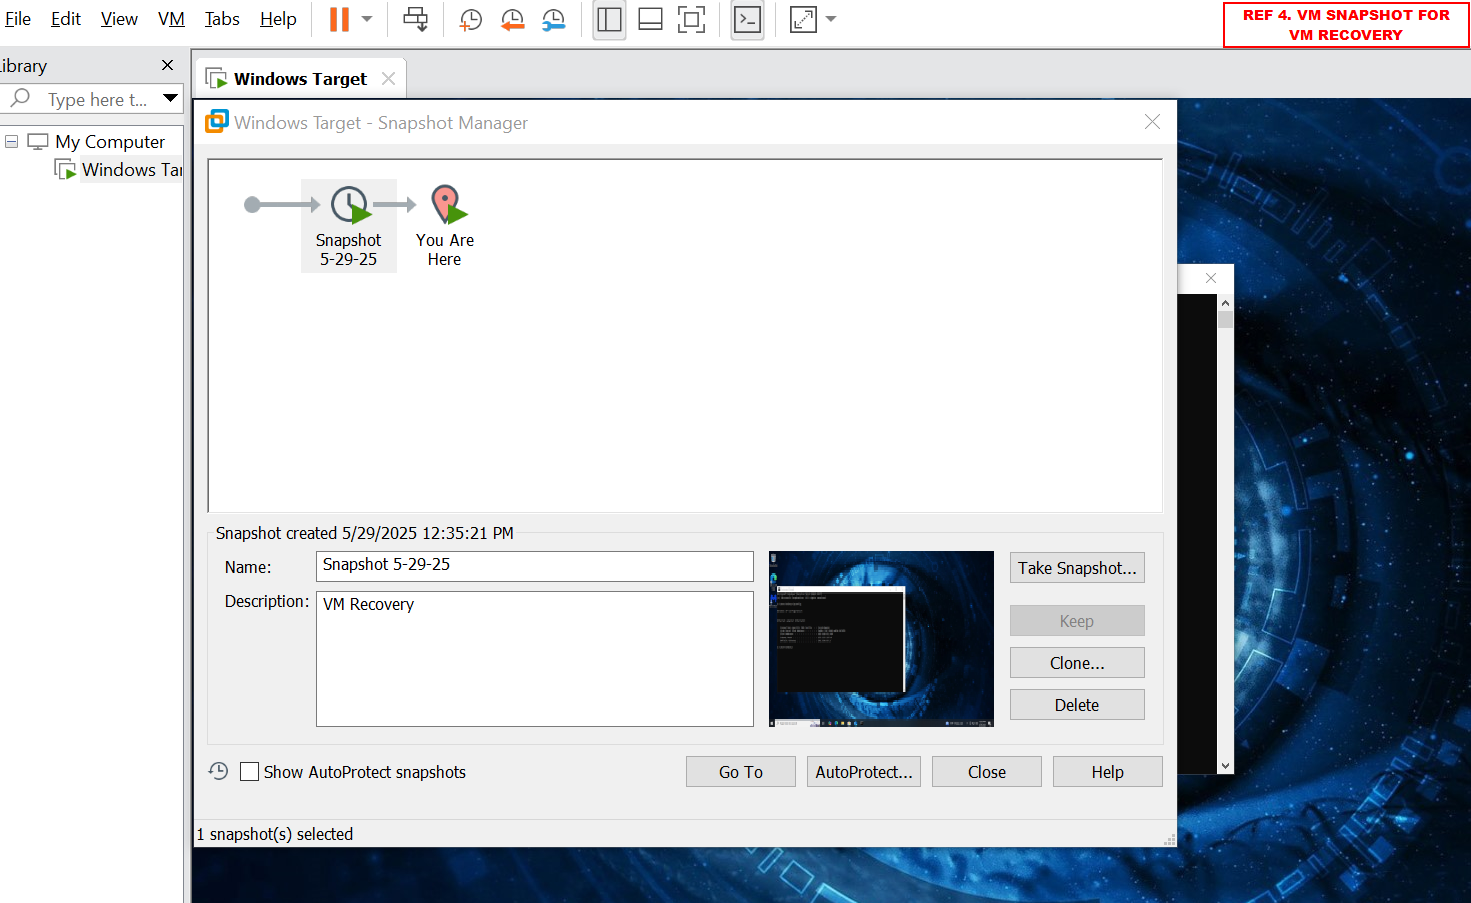 File Edit View VM Tabs Help
REF 4. VM SNAPSHOT FOR
VM RECOVERY
ibrary
Type here t...
Windows Target
My Computer
Windows Tar
Windows Target - Snapshot Manager
Snapshot
5-29-25
You Are
Here
Snapshot created 5/29/2025 12:35:21 PM
Name:
Snapshot 5-29-25
Description:
VM Recovery
Take Snapshot...
Keep
Clone...
Delete
Show AutoProtect snapshots
Go To
AutoProtect...
Close
Help
1 snapshot(s) selected